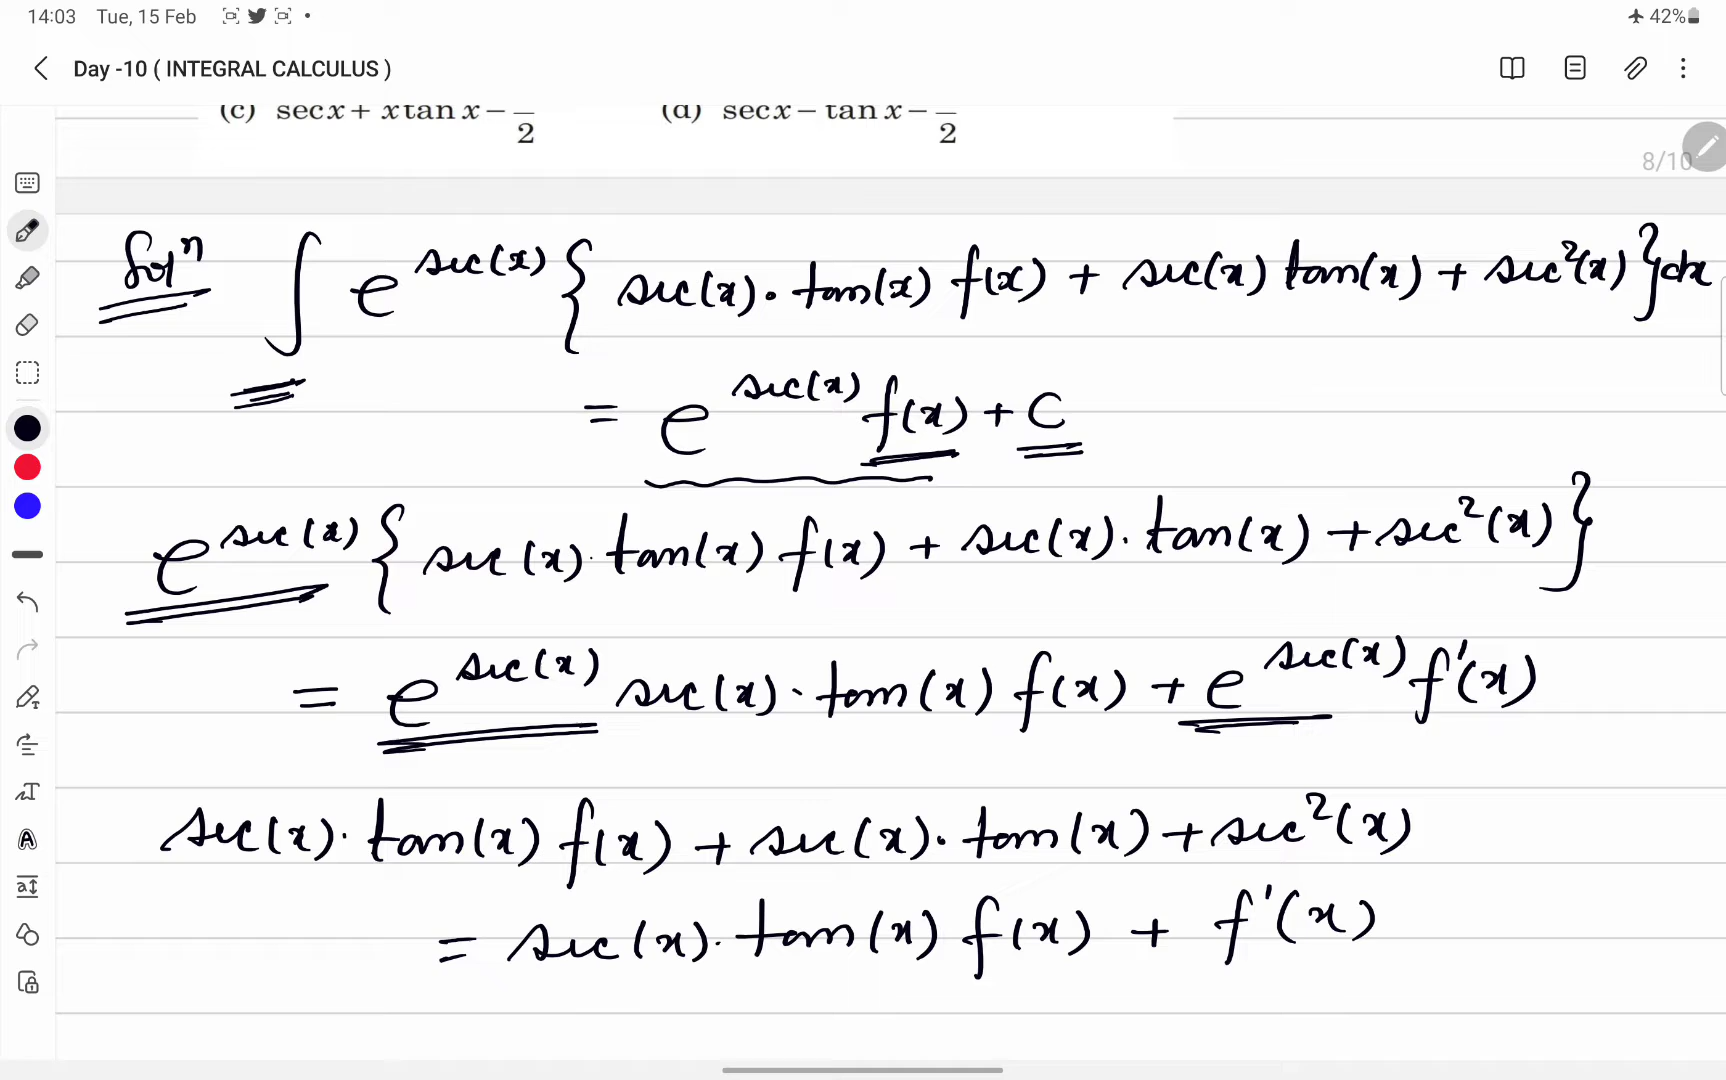 14:03 Tue, 15 Feb 42%
Day -10 ( INTEGRAL CALCULUS )
(c) sec x + x tan x − — 2 (d) sec x − tan x − — 2
8/10
Solⁿ ∫ e^sec(x) { sec(x)·tan(x) f(x) + sec(x) tan(x) + sec²(x) } dx
= e^sec(x) f(x) + C
e^sec(x) { sec(x)·tan(x) f(x) + sec(x)·tan(x) + sec²(x) }
= e^sec(x) sec(x)·tan(x) f(x) + e^sec(x) f'(x)
sec(x)·tan(x) f(x) + sec(x)·tan(x) + sec²(x)
= sec(x)·tan(x) f(x) + f'(x)